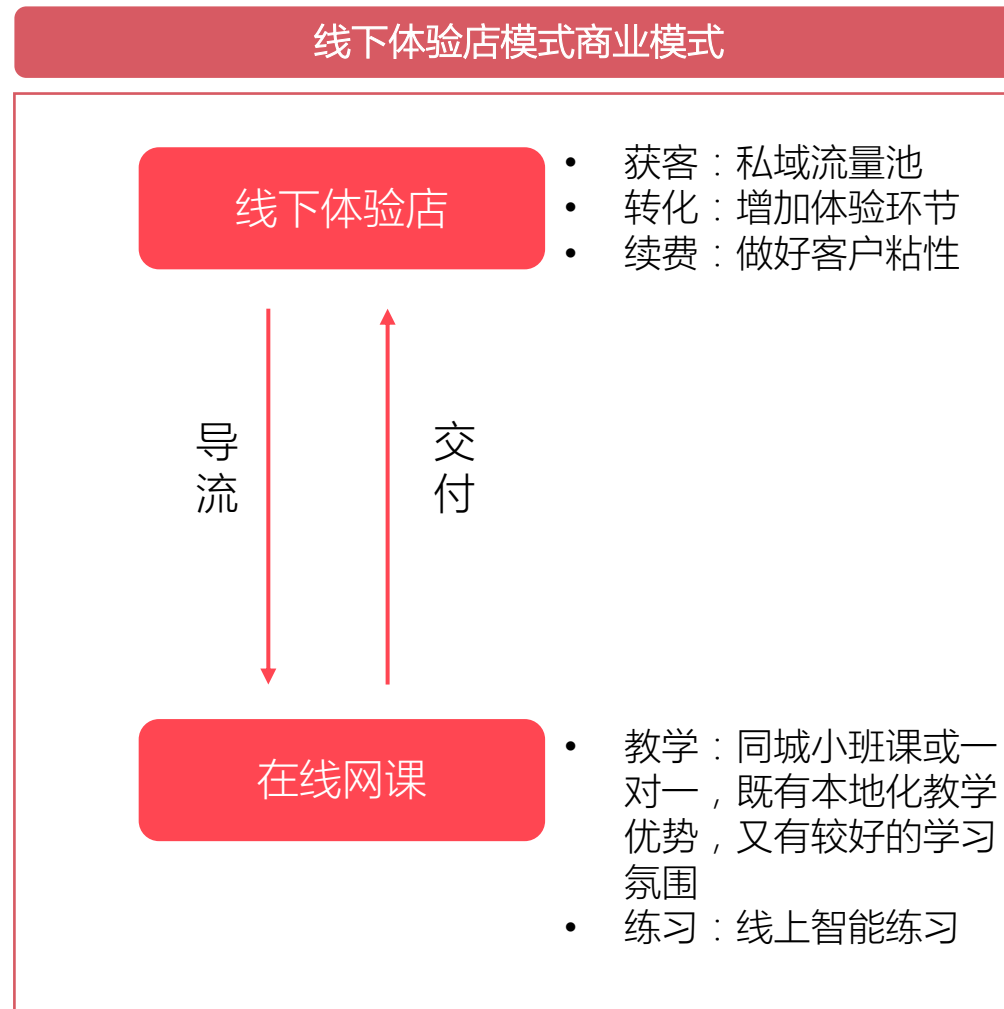 线下体验店模式商业模式
线下体验店
• 获客：私域流量池
• 转化：增加体验环节
• 续费：做好客户粘性
导流
交付
在线网课
• 教学：同城小班课或一
对一，既有本地化教学
优势，又有较好的学习
氛围
• 练习：线上智能练习